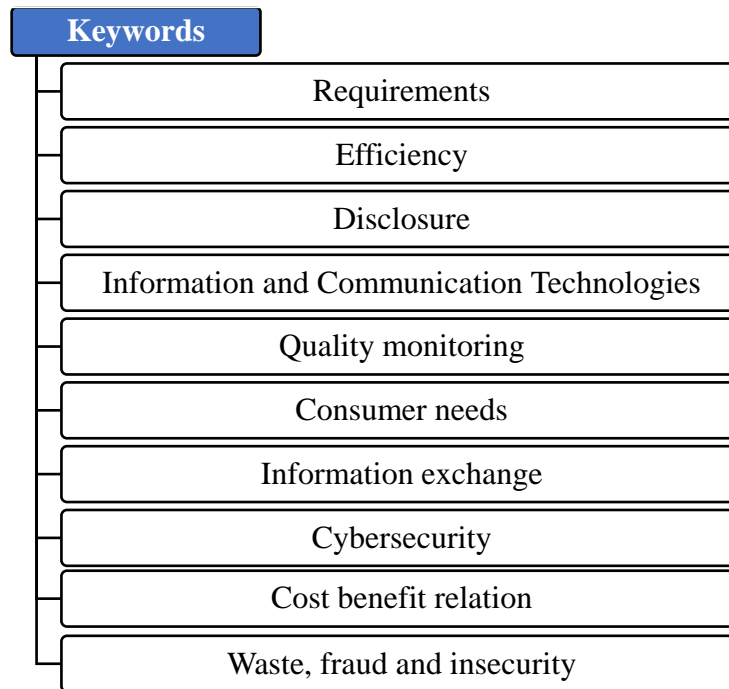 Keywords
Requirements
Efficiency
Disclosure
Information and Communication Technologies
Quality monitoring
Consumer needs
Information exchange
Cybersecurity
Cost benefit relation
Waste, fraud and insecurity